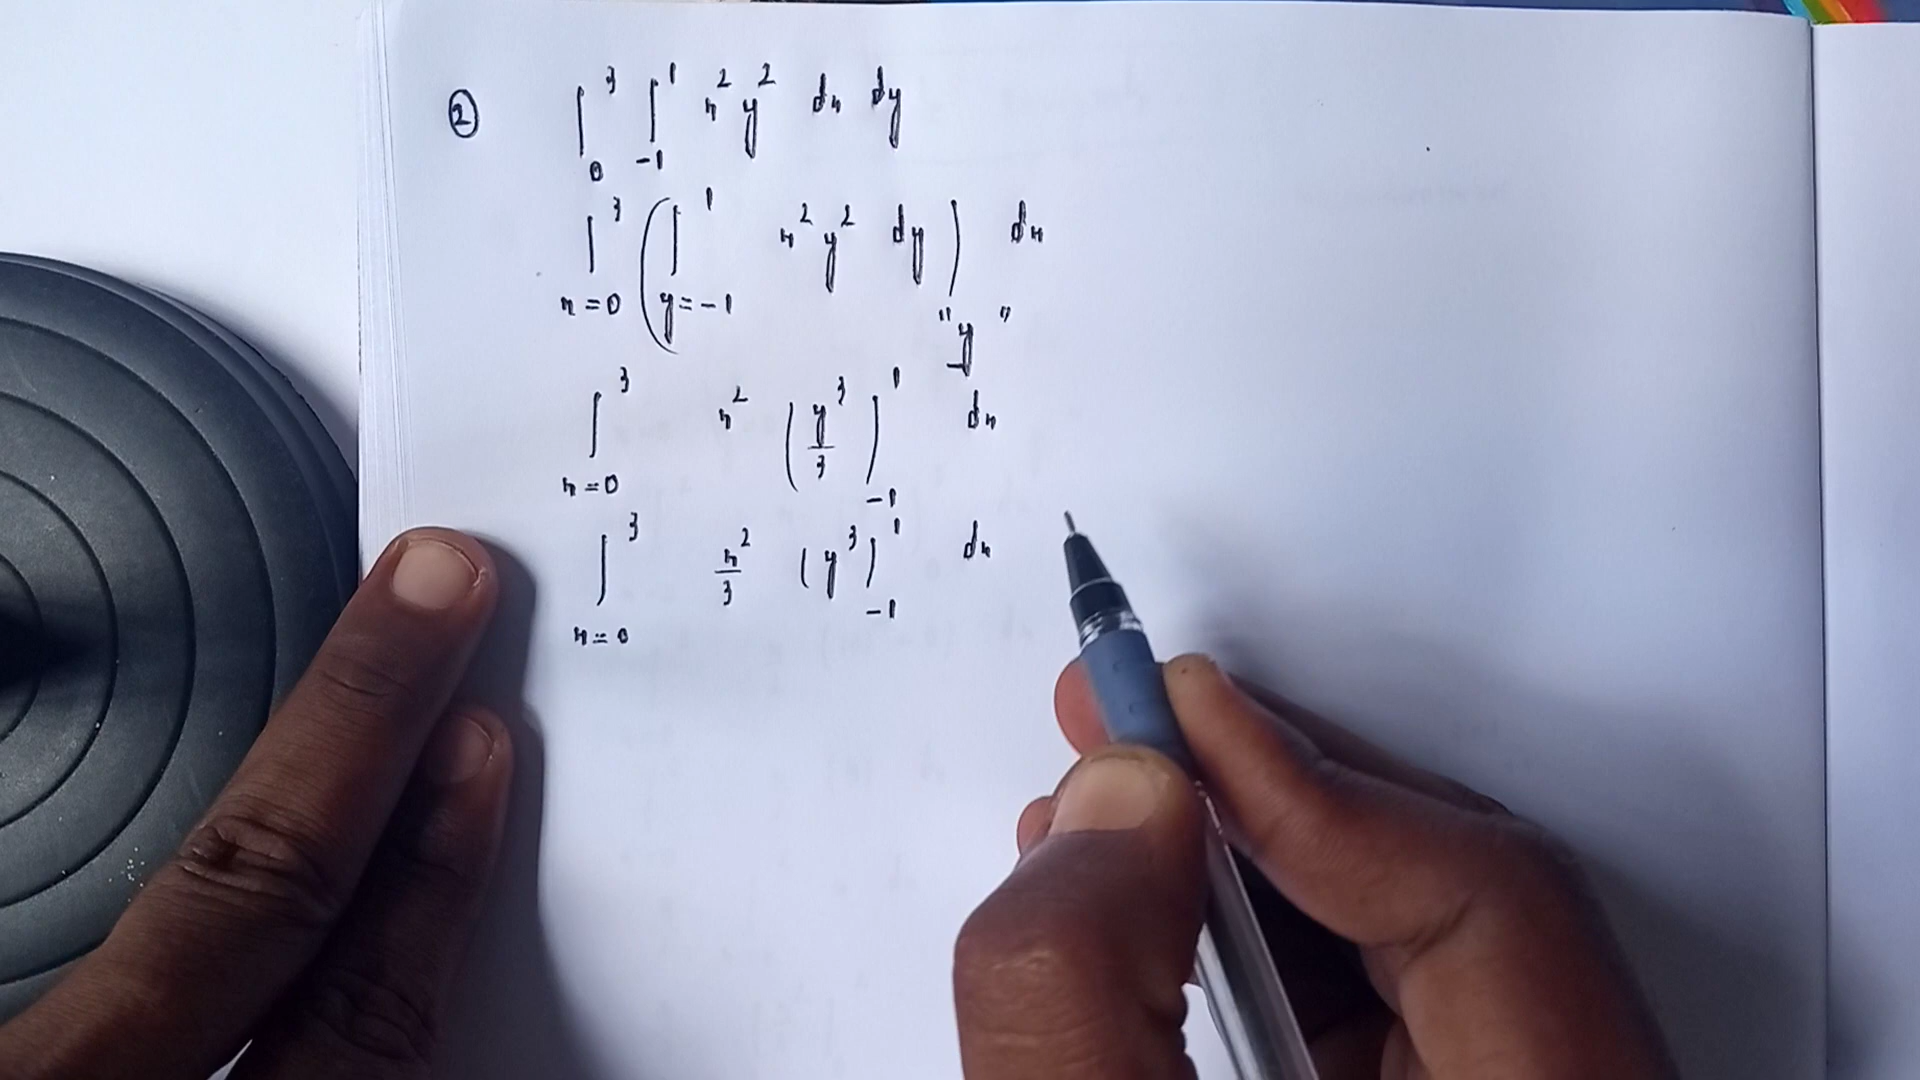 ② ∫₀³ ∫₋₁¹ x² y² dx dy
∫ₓ₌₀³ ( ∫ᵧ₌₋₁¹ x² y² dy ) dx
"y"
∫ₓ₌₀³ x² ( y³/3 )₋₁¹ dx
∫ₓ₌₀³ x²/3 ( y³ )₋₁¹ dx